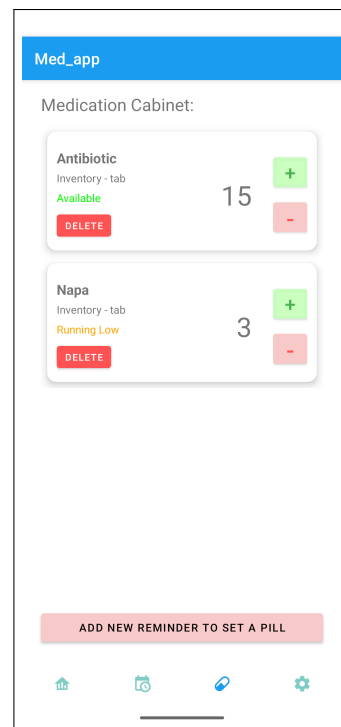 Med_app
Medication Cabinet:
Antibiotic
Inventory - tab
Available
15
+
-
DELETE
Napa
Inventory - tab
Running Low
3
+
-
DELETE
ADD NEW REMINDER TO SET A PILL